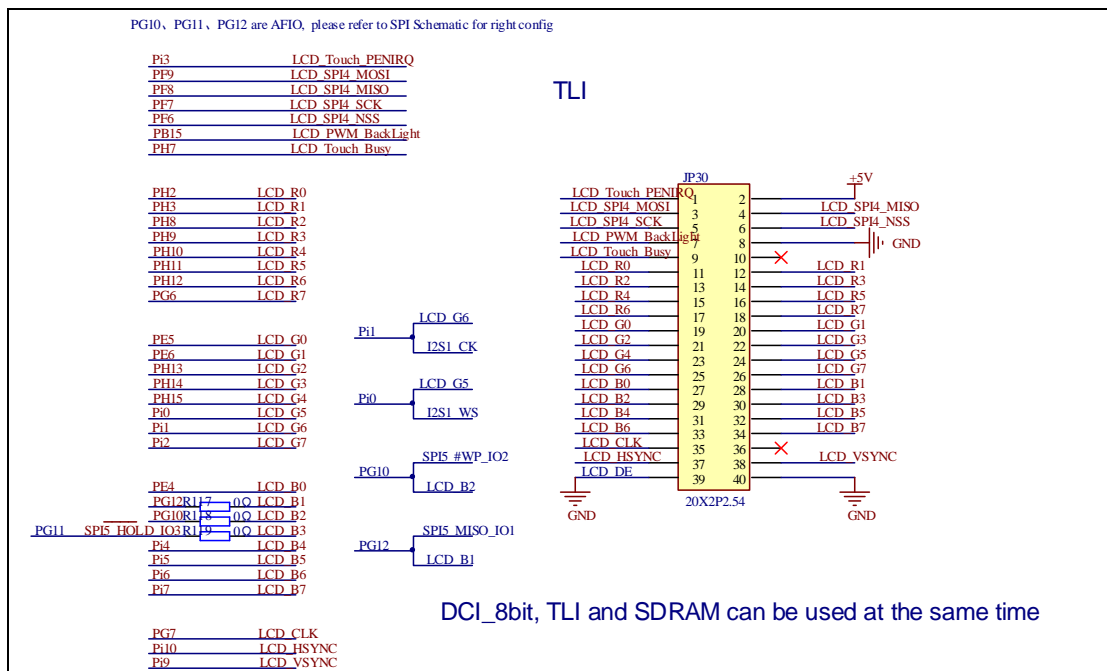 PG10、PG11、PG12 are AFIO, please refer to SPI Schematic for right config
TLI
Pi3 LCD_Touch_PENIRQ
PF9 LCD_SPI4_MOSI
PF8 LCD_SPI4_MISO
PF7 LCD_SPI4_SCK
PF6 LCD_SPI4_NSS
PB15 LCD_PWM_BackLight
PH7 LCD_Touch_Busy
PH2 LCD_R0
PH3 LCD_R1
PH8 LCD_R2
PH9 LCD_R3
PH10 LCD_R4
PH11 LCD_R5
PH12 LCD_R6
PG6 LCD_R7
PE5 LCD_G0
PE6 LCD_G1
PH13 LCD_G2
PH14 LCD_G3
PH15 LCD_G4
Pi0 LCD_G5
Pi1 LCD_G6
Pi2 LCD_G7
PE4 LCD_B0
PG12 R117 0Ω LCD_B1
PG10 R118 0Ω LCD_B2
PG11 SPI5_HOLD_IO3 R119 0Ω LCD_B3
Pi4 LCD_B4
Pi5 LCD_B5
Pi6 LCD_B6
Pi7 LCD_B7
PG7 LCD_CLK
Pi10 LCD_HSYNC
Pi9 LCD_VSYNC
LCD_G6
Pi1
I2S1_CK
LCD_G5
Pi0
I2S1_WS
SPI5_#WP_IO2
PG10
LCD_B2
SPI5_MISO_IO1
PG12
LCD_B1
JP30
+5V
LCD_Touch_PENIRQ 1 2
LCD_SPI4_MOSI 3 4 LCD_SPI4_MISO
LCD_SPI4_SCK 5 6 LCD_SPI4_NSS
LCD_PWM_BackLight 7 8 GND
LCD_Touch_Busy 9 10
LCD_R0 11 12 LCD_R1
LCD_R2 13 14 LCD_R3
LCD_R4 15 16 LCD_R5
LCD_R6 17 18 LCD_R7
LCD_G0 19 20 LCD_G1
LCD_G2 21 22 LCD_G3
LCD_G4 23 24 LCD_G5
LCD_G6 25 26 LCD_G7
LCD_B0 27 28 LCD_B1
LCD_B2 29 30 LCD_B3
LCD_B4 31 32 LCD_B5
LCD_B6 33 34 LCD_B7
LCD_CLK 35 36
LCD_HSYNC 37 38 LCD_VSYNC
LCD_DE 39 40
GND 20X2P2.54 GND
DCI_8bit, TLI and SDRAM can be used at the same time